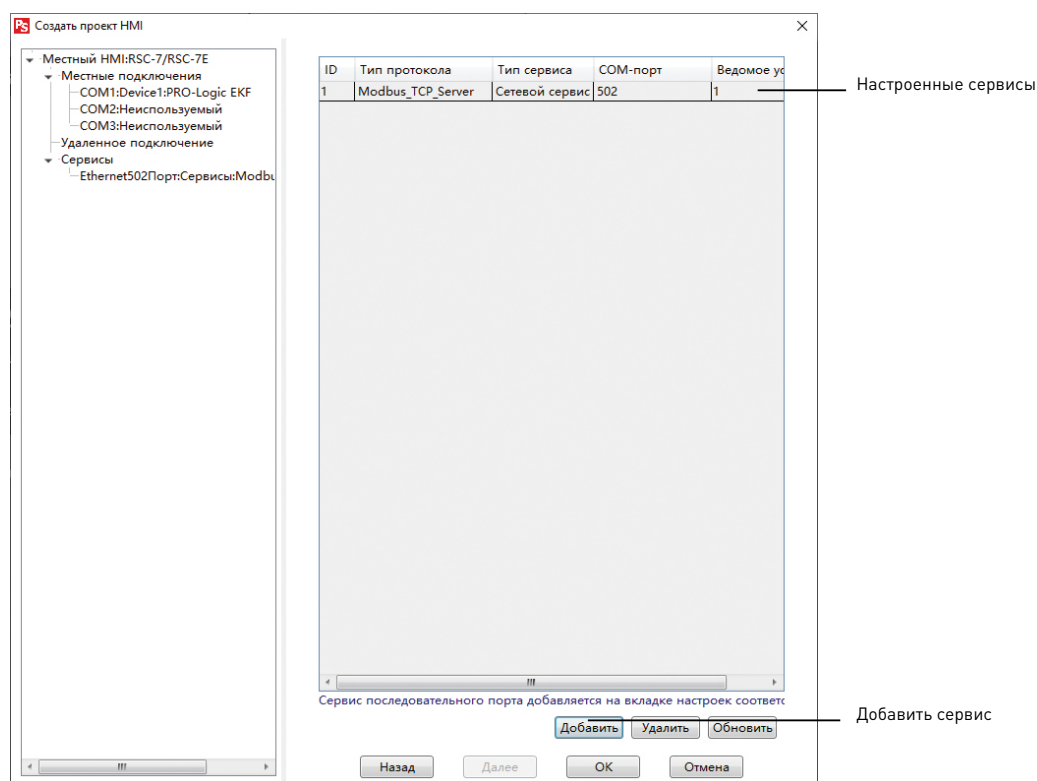 PS Создать проект HMI
Местный HMI:RSC-7/RSC-7E
Местные подключения
COM1:Device1:PRO-Logic EKF
COM2:Неиспользуемый
COM3:Неиспользуемый
Удаленное подключение
Сервисы
Ethernet502Порт:Сервисы:Modbu
ID Тип протокола Тип сервиса COM-порт Ведомое ус
1 Modbus_TCP_Server Сетевой сервис 502 1
Настроенные сервисы
Сервис последовательного порта добавляется на вкладке настроек соответс
Добавить сервис
Добавить Удалить Обновить
Назад Далее OK Отмена